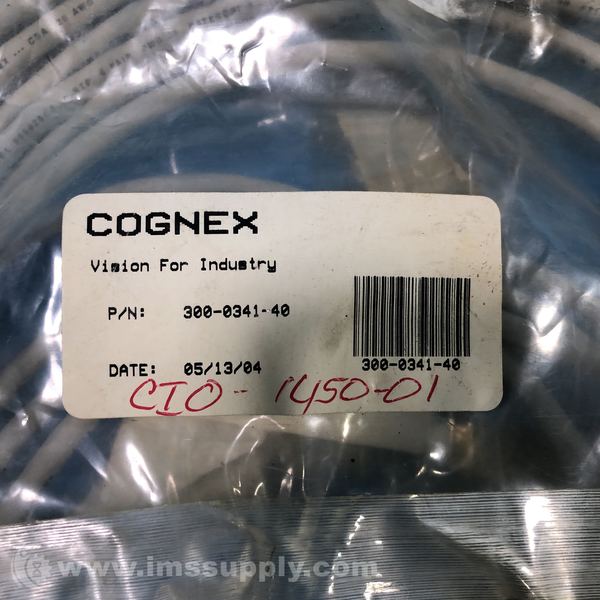 COGNEX
Vision For Industry
P/N: 300-0341-40
300-0341-40
DATE: 05/13/04
CIO-1450-01
www.imssupply.com